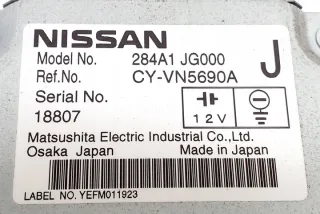 NISSAN
Model No. 284A1 JG000
Ref.No. CY-VN5690A
J
Serial No.
18807
12V
Matsushita Electric Industrial Co.,Ltd.
Osaka Japan Made in Japan
LABEL NO. YEFM011923